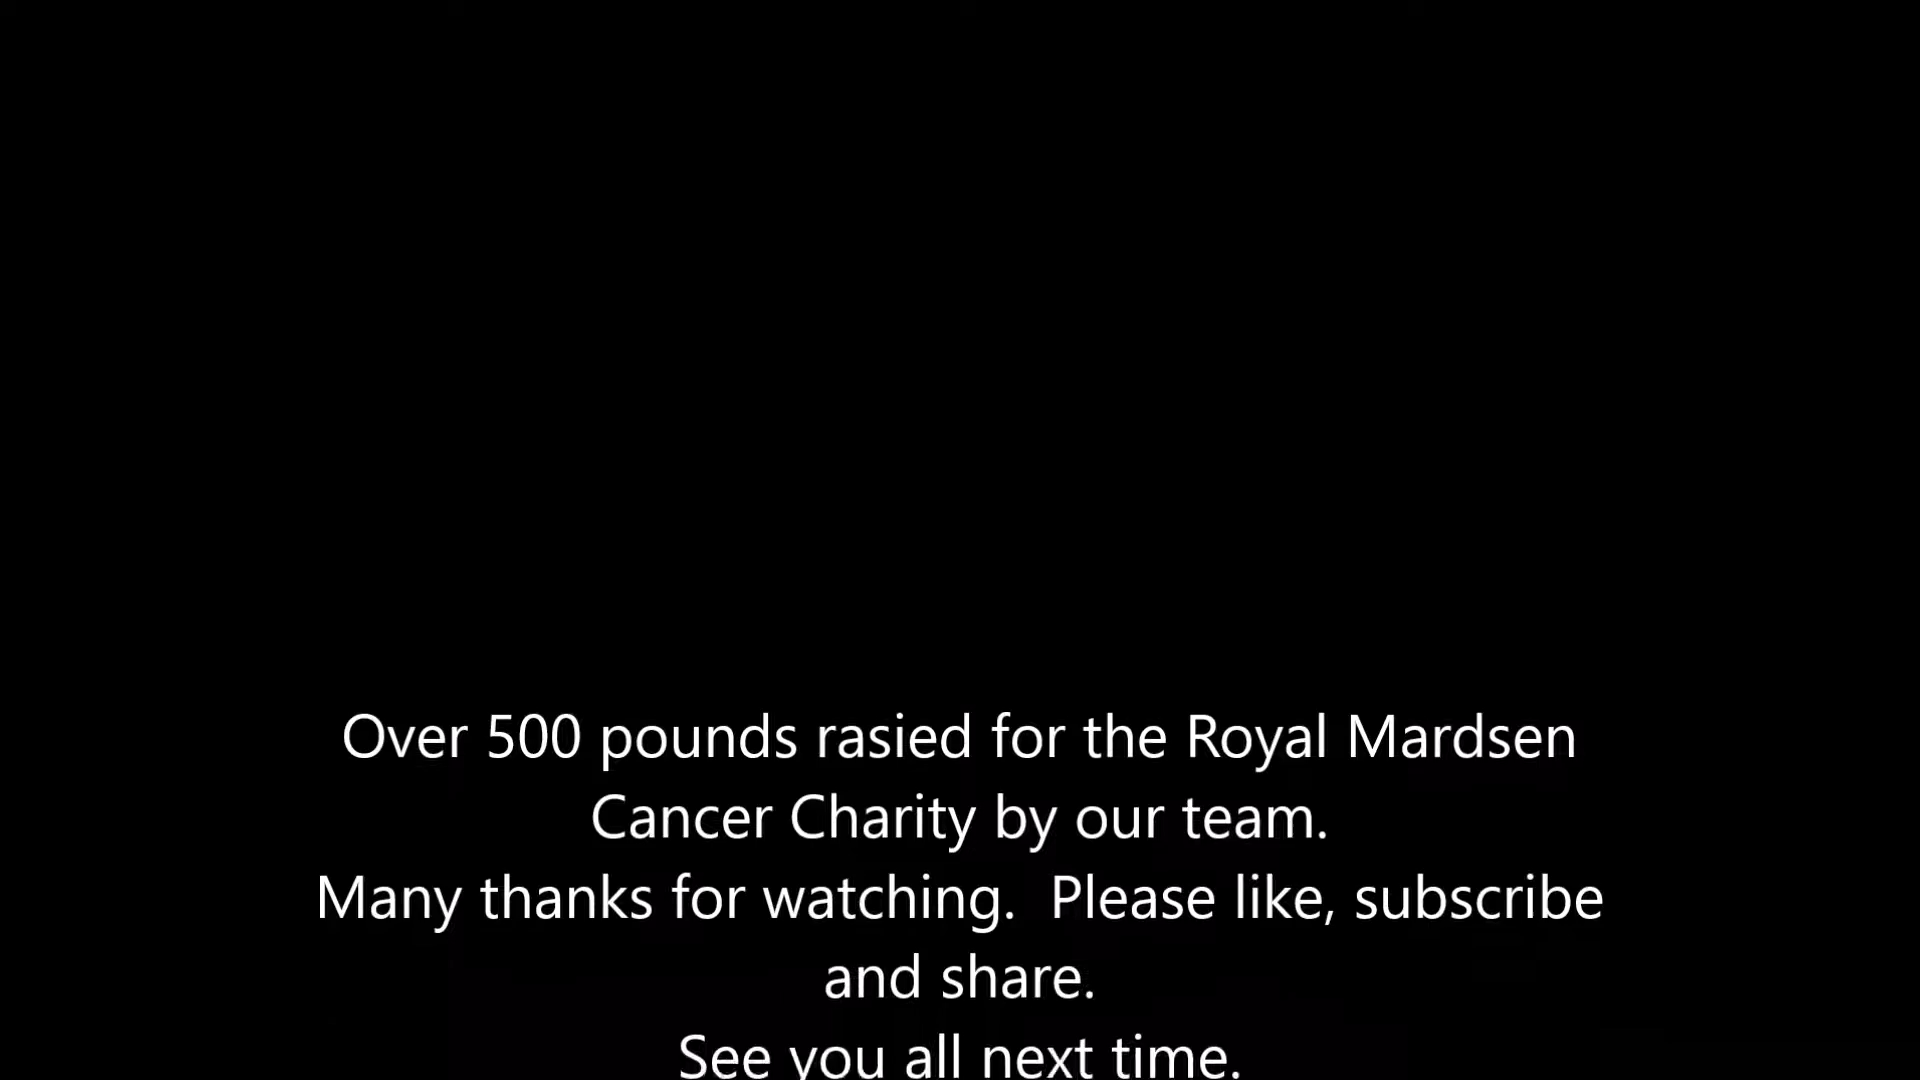 Over 500 pounds rasied for the Royal Mardsen
Cancer Charity by our team.
Many thanks for watching.  Please like, subscribe
and share.
See you all next time.